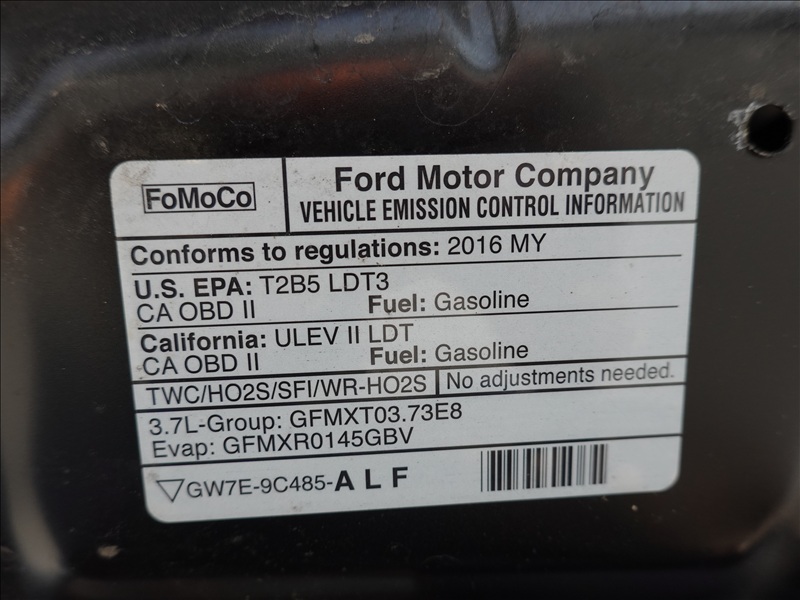 FoMoCo
Ford Motor Company
VEHICLE EMISSION CONTROL INFORMATION
Conforms to regulations: 2016 MY
U.S. EPA: T2B5 LDT3
CA OBD II Fuel: Gasoline
California: ULEV II LDT
CA OBD II Fuel: Gasoline
TWC/HO2S/SFI/WR-HO2S No adjustments needed.
3.7L-Group: GFMXT03.73E8
Evap: GFMXR0145GBV
▽GW7E-9C485-A L F